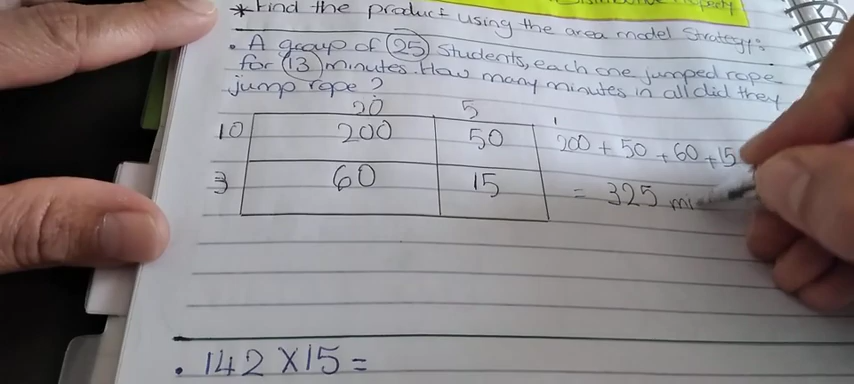 * Find the product using the area model strategy:
. A group of 25 students, each one jumped rope
for 13 minutes. How many minutes in all did they
jump rope?
20 5
10 200 50 200 + 50 + 60 + 15
3 60 15 = 325 mi
. 142 X 15 =